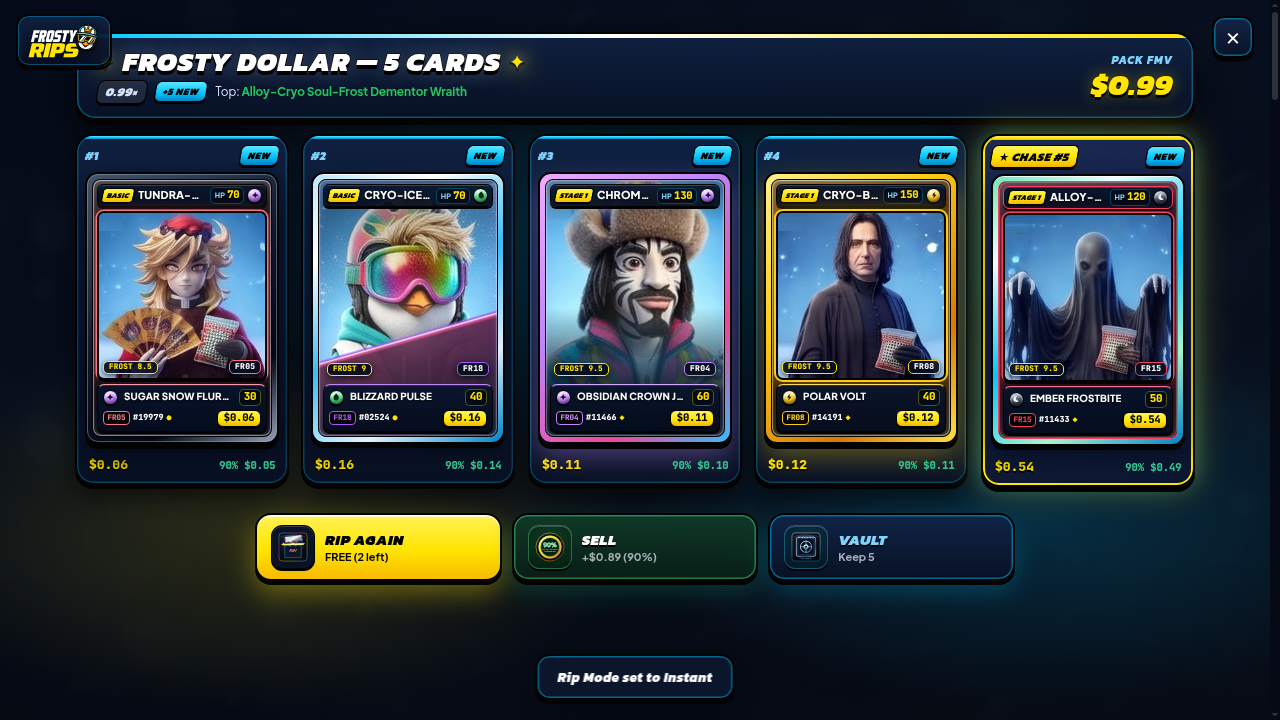 FROSTY
RIPS
FROSTY DOLLAR — 5 CARDS
0.99x
+5 NEW
Top: Alloy-Cryo Soul-Frost Dementor Wraith
PACK FMV
$0.99
✕
#1
NEW
BASIC TUNDRA-... HP 70
FROST 8.5
FR05
SUGAR SNOW FLUR... 30
FR05 #19979
$0.06
$0.06
90% $0.05
#2
NEW
BASIC CRYO-ICE... HP 70
FROST 9
FR18
BLIZZARD PULSE 40
FR18 #02524
$0.16
$0.16
90% $0.14
#3
NEW
STAGE 1 CHROM... HP 130
FROST 9.5
FR04
OBSIDIAN CROWN J... 60
FR04 #11466
$0.11
$0.11
90% $0.10
#4
NEW
STAGE 1 CRYO-B... HP 150
FROST 9.5
FR08
POLAR VOLT 40
FR08 #14191
$0.12
$0.12
90% $0.11
★ CHASE #5
NEW
STAGE 1 ALLOY-... HP 120
FROST 9.5
FR15
EMBER FROSTBITE 50
FR15 #11433
$0.54
$0.54
90% $0.49
RIP AGAIN
FREE (2 left)
90%
SELL
+$0.89 (90%)
VAULT
Keep 5
Rip Mode set to Instant